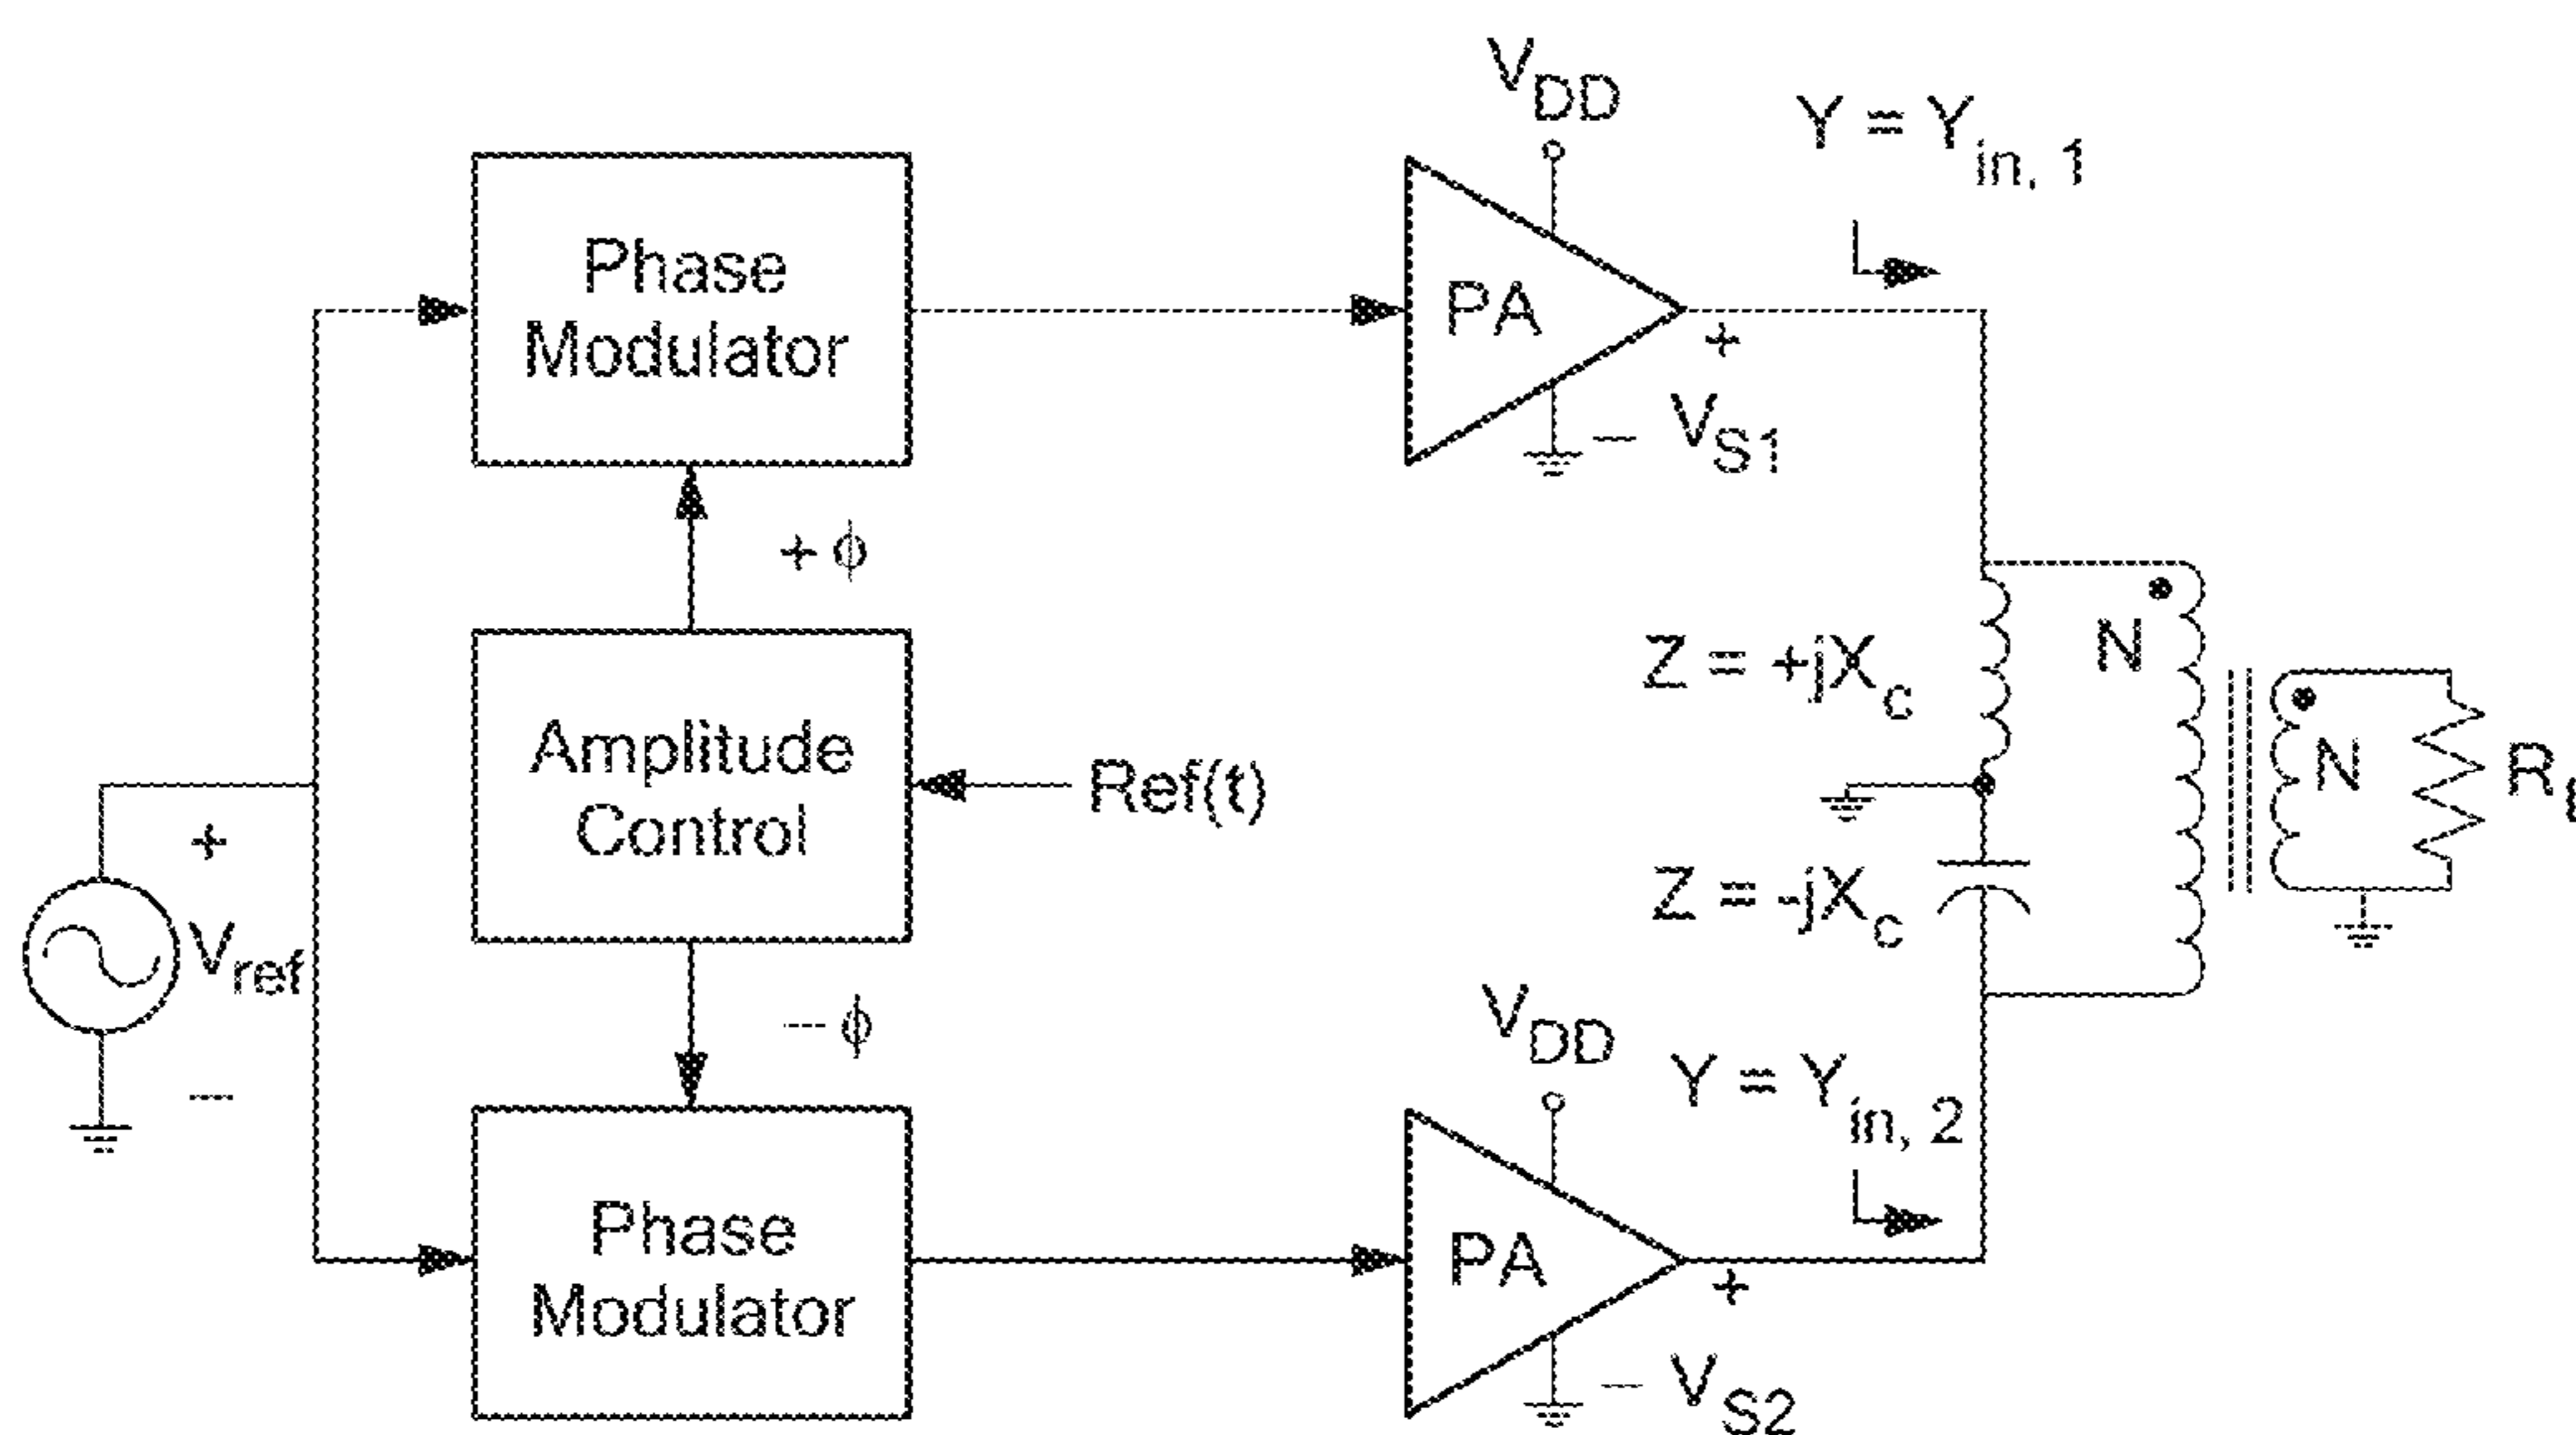 V_DD
Y = Y_in, 1
Phase
Modulator
PA
+
– V_S1
+ ϕ
N
Z = +jX_c
Amplitude
Control
Ref(t)
N
+
V_ref
–
Z = -jX_c
– ϕ
V_DD
Y = Y_in, 2
Phase
Modulator
PA
+
– V_S2